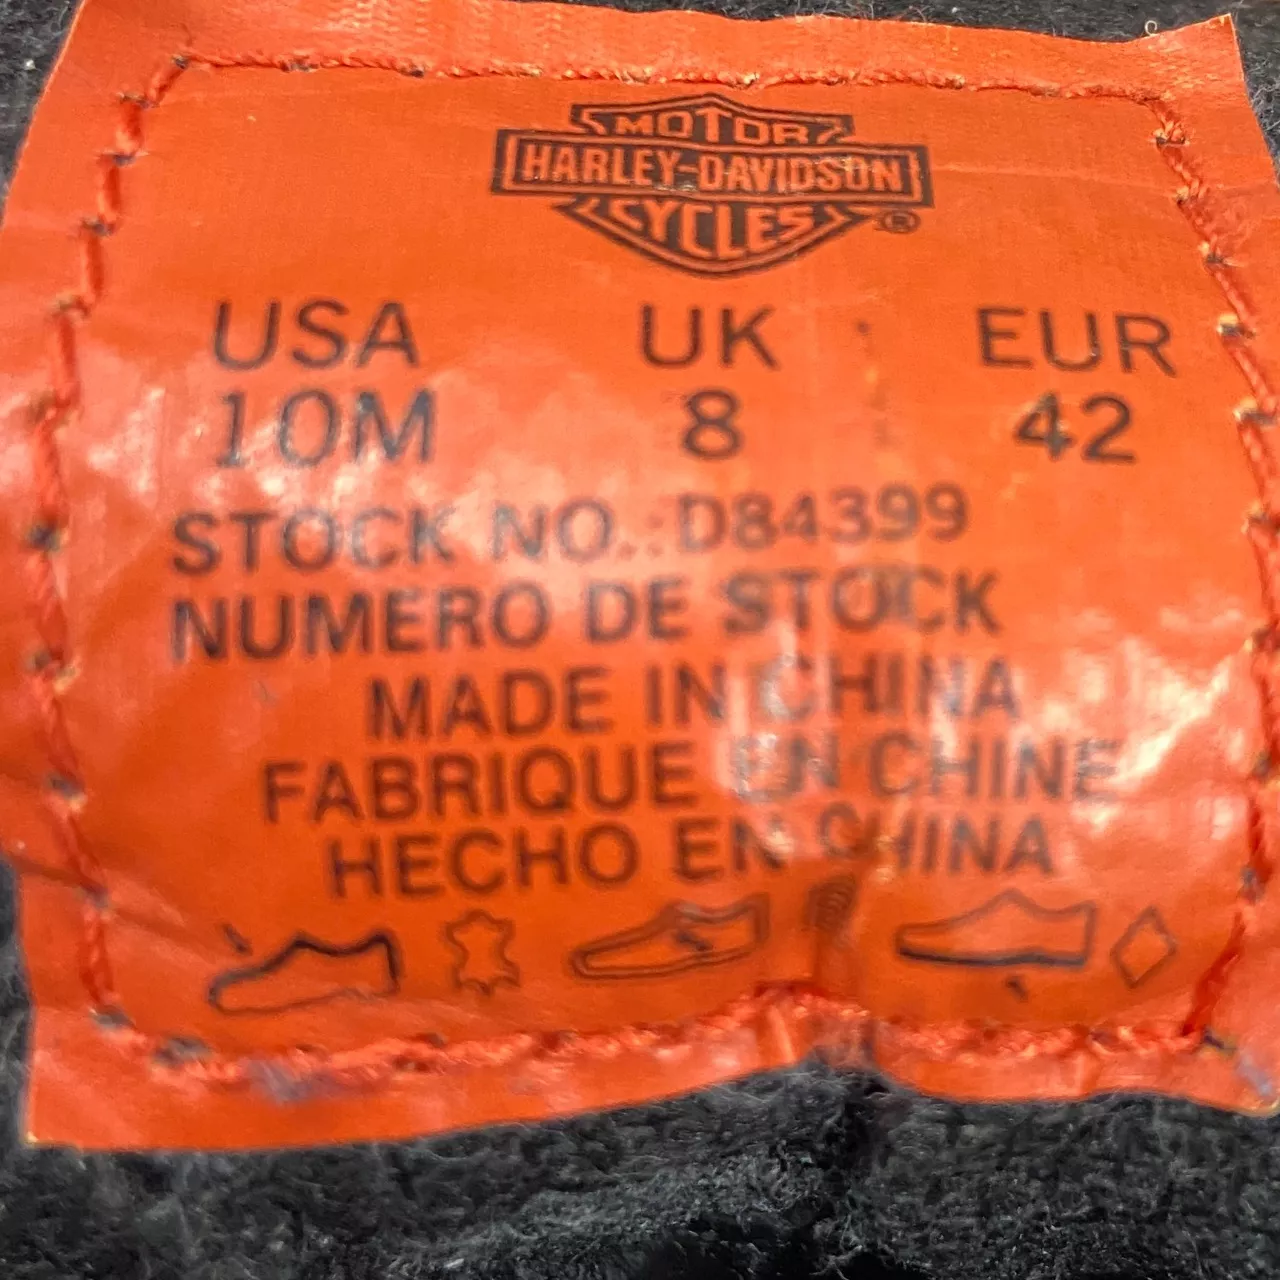 MOTOR
HARLEY-DAVIDSON
CYCLES ®
USA UK EUR
10M 8 42
STOCK NO.: D84399
NUMERO DE STOCK
MADE IN CHINA
FABRIQUE EN CHINE
HECHO EN CHINA